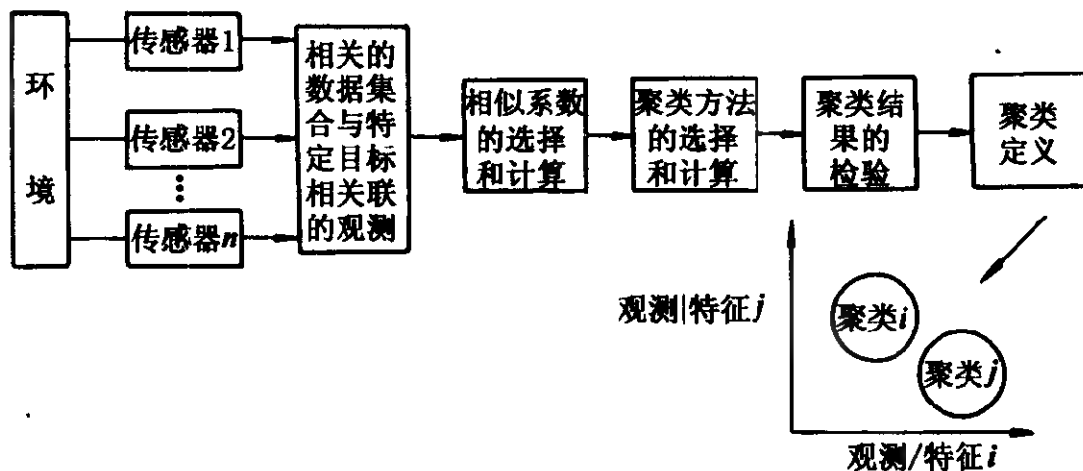 环
境
传感器1
传感器2
传感器n
相关的
数据集
合与特
定目标
相关联
的观测
相似系数
的选择
和计算
聚类方法
的选择
和计算
聚类结
果的
检验
聚类
定义
观测|特征j
聚类i
聚类j
观测/特征i